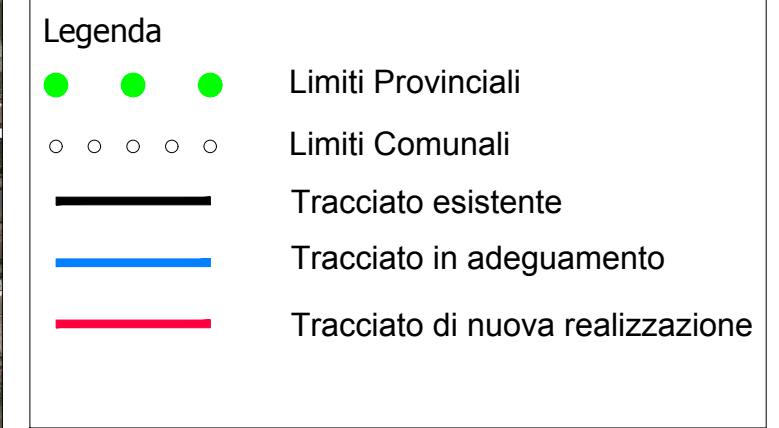 Legenda
Limiti Provinciali
Limiti Comunali
Tracciato esistente
Tracciato in adeguamento
Tracciato di nuova realizzazione